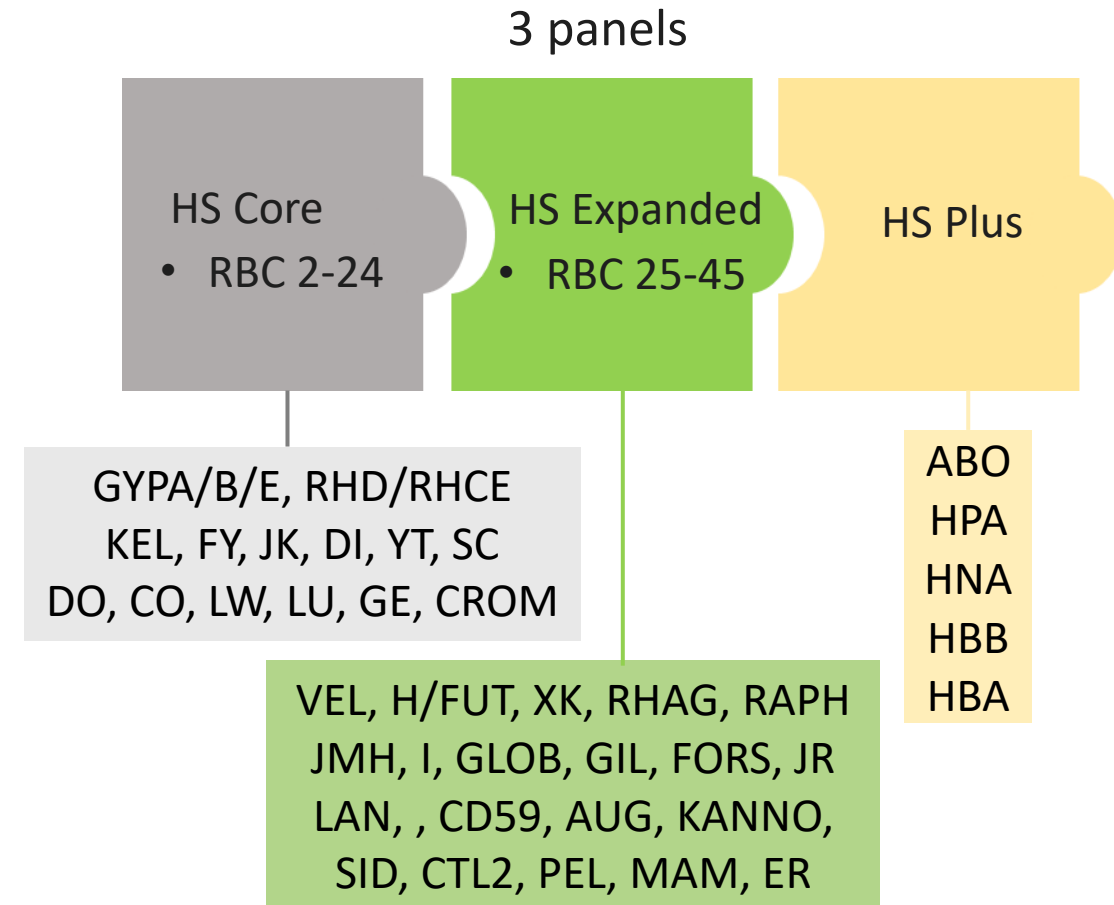 3 panels
HS Core
• RBC 2-24
HS Expanded
• RBC 25-45
HS Plus
GYPA/B/E, RHD/RHCE
KEL, FY, JK, DI, YT, SC
DO, CO, LW, LU, GE, CROM
VEL, H/FUT, XK, RHAG, RAPH
JMH, I, GLOB, GIL, FORS, JR
LAN, , CD59, AUG, KANNO,
SID, CTL2, PEL, MAM, ER
ABO
HPA
HNA
HBB
HBA